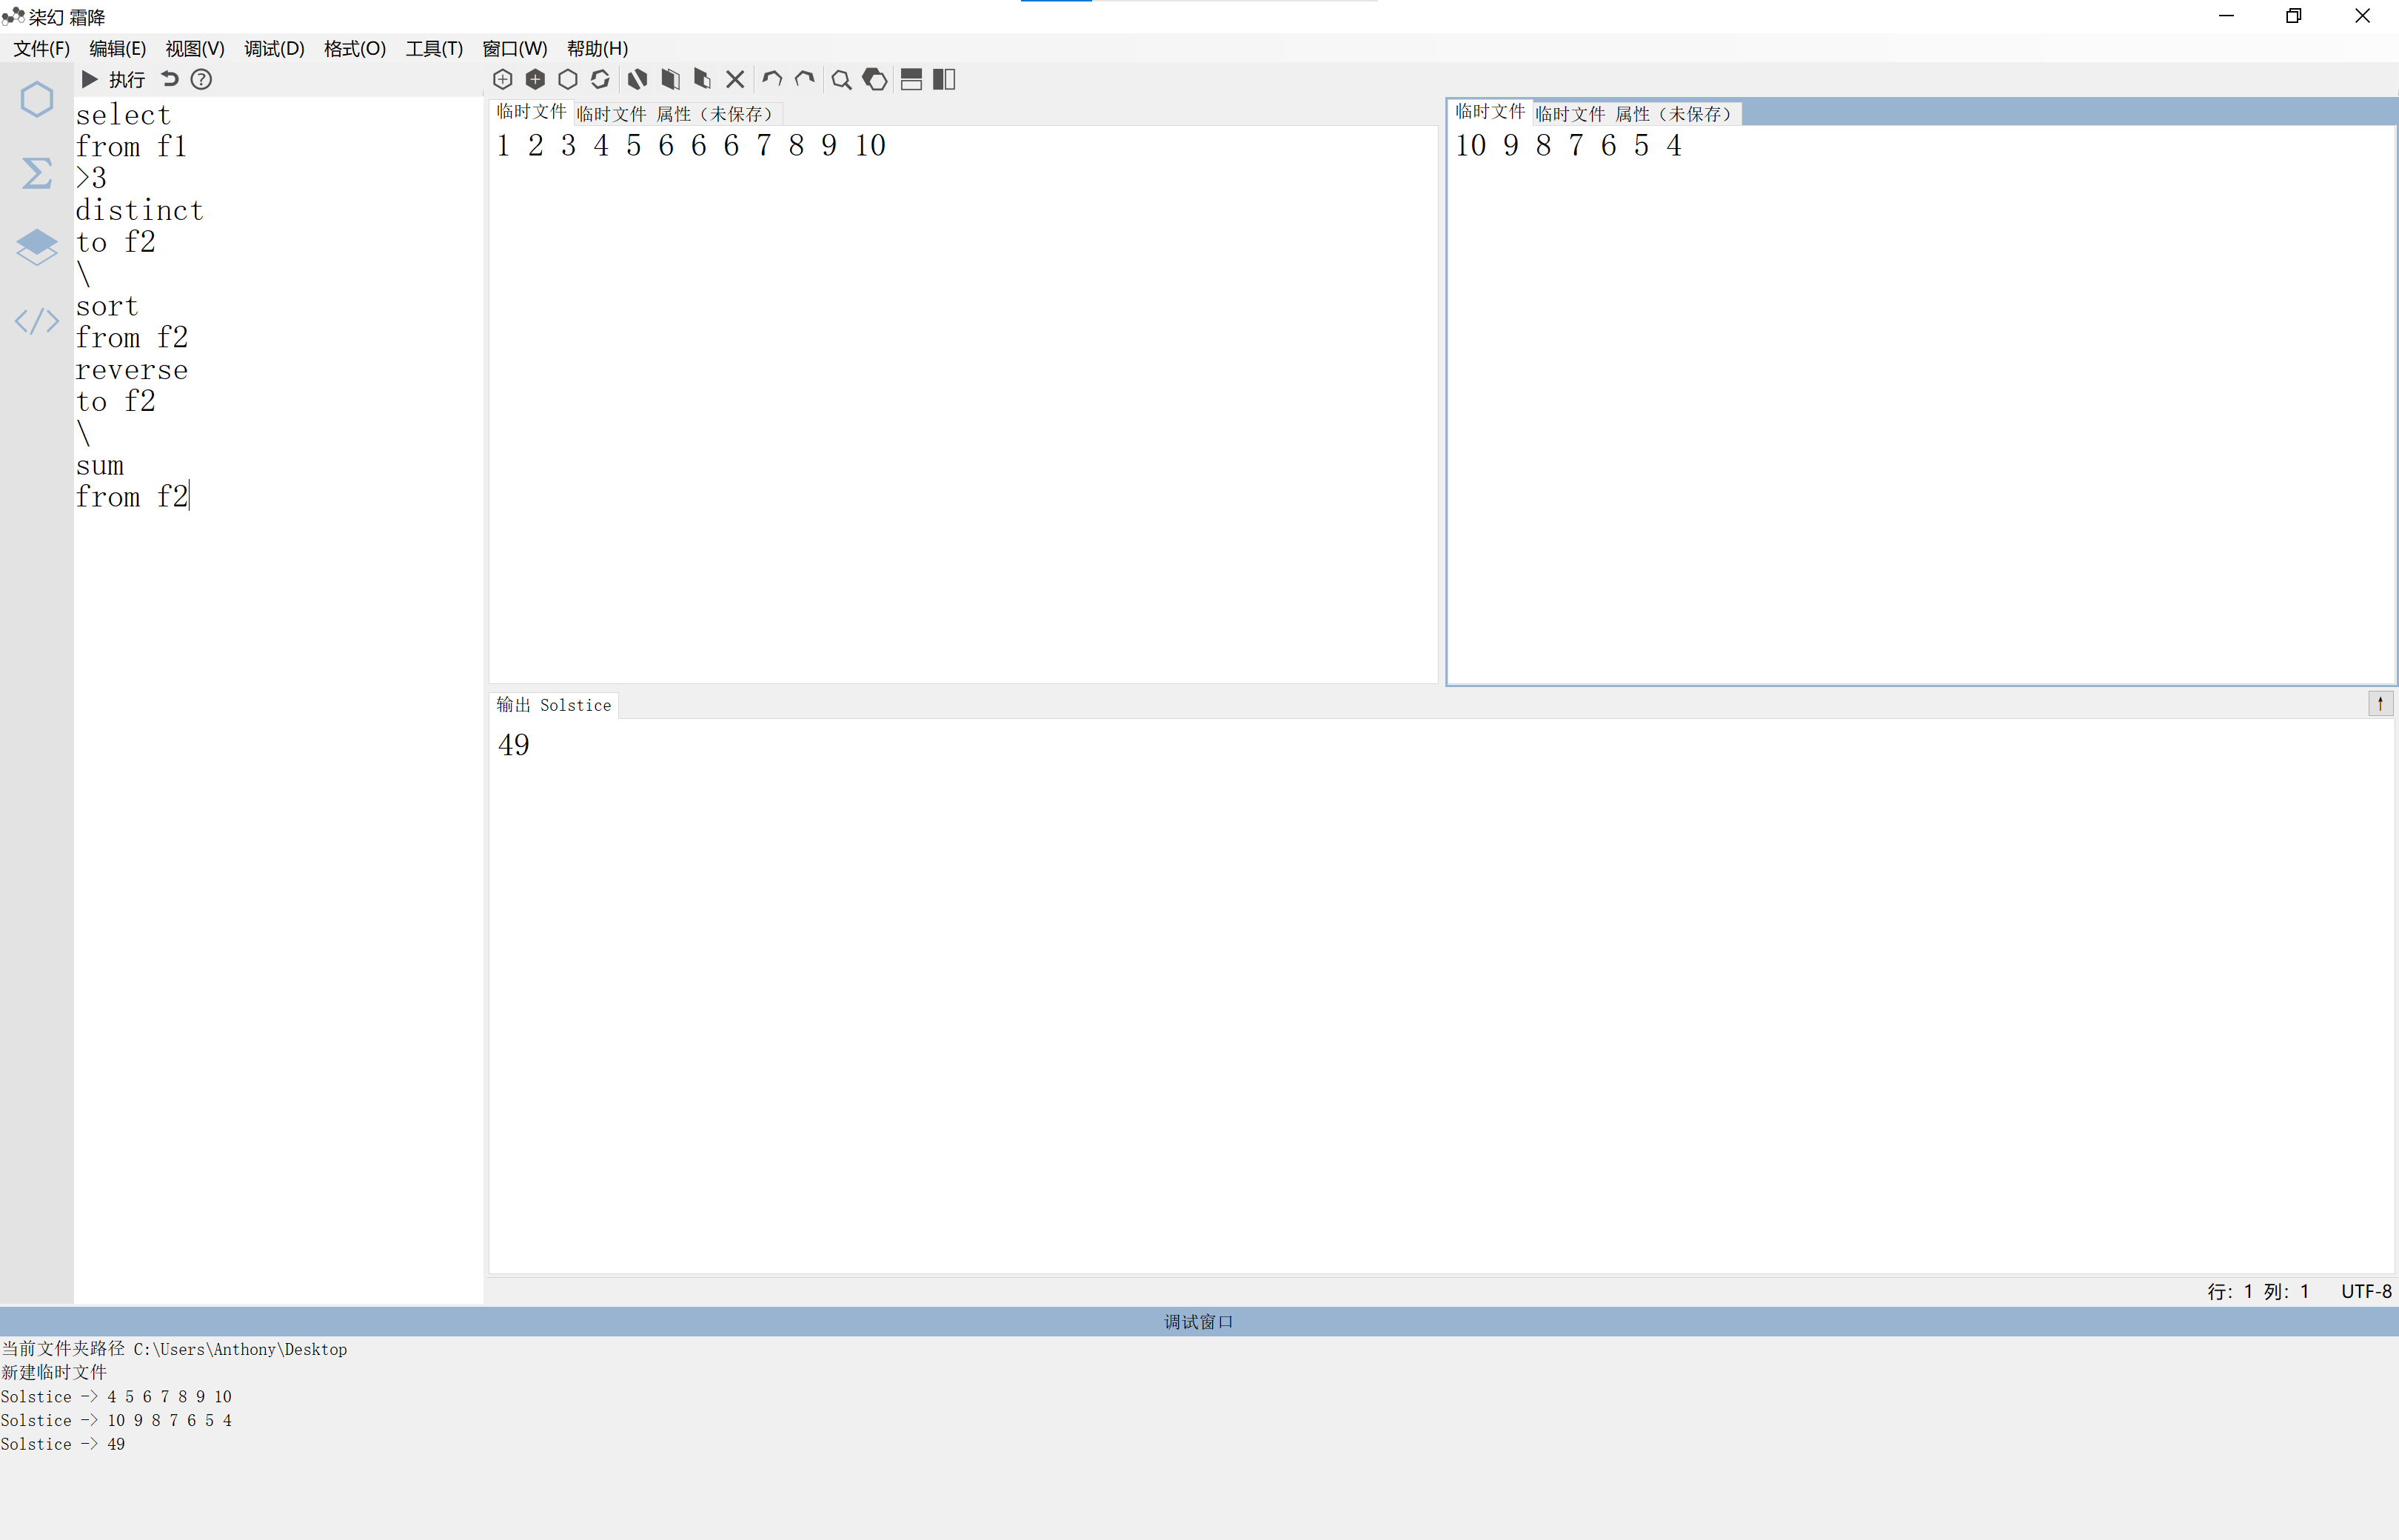 柒幻 霜降
文件(F) 编辑(E) 视图(V) 调试(D) 格式(O) 工具(T) 窗口(W) 帮助(H)
执行
select
from f1
>3
distinct
to f2
\
sort
from f2
reverse
to f2
\
sum
from f2
临时文件 临时文件 属性（未保存）
1 2 3 4 5 6 6 6 7 8 9 10
临时文件 临时文件 属性（未保存）
10 9 8 7 6 5 4
输出 Solstice
↑
49
行: 1 列: 1 UTF-8
调试窗口
当前文件夹路径 C:\Users\Anthony\Desktop
新建临时文件
Solstice -> 4 5 6 7 8 9 10
Solstice -> 10 9 8 7 6 5 4
Solstice -> 49